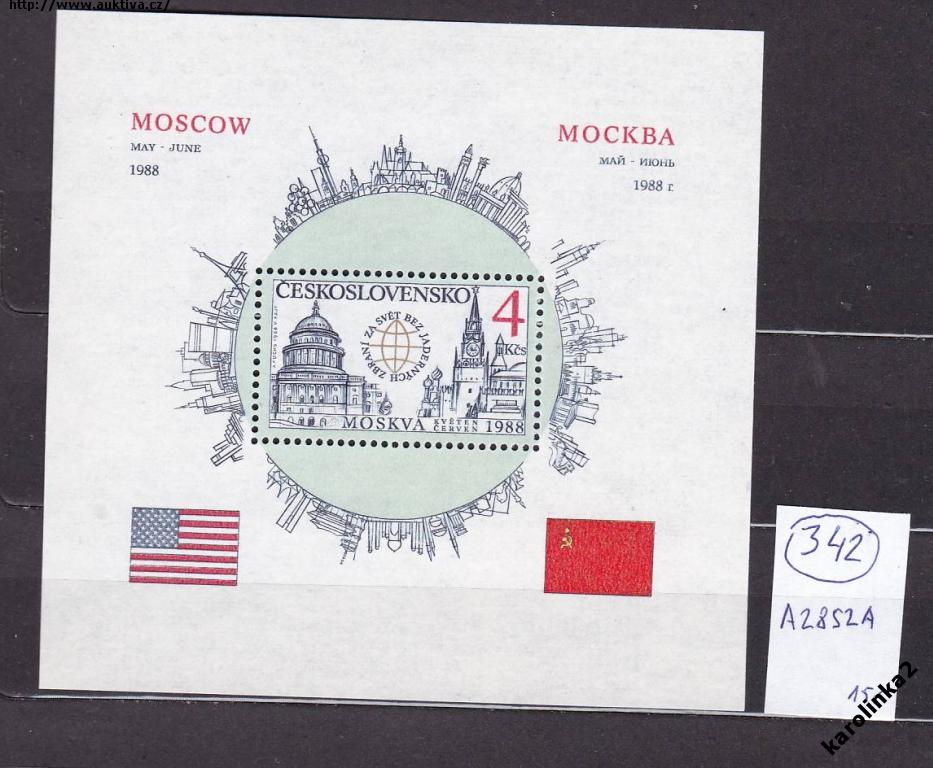 http://www.auktiva.cz/
MOSCOW
MAY - JUNE
1988
МОСКВА
МАЙ - ИЮНЬ
1988 г.
ČESKOSLOVENSKO
4
Kčs
ZA SVĚT BEZ JADERNÝCH ZBRANÍ
MOSKVA
KVĚTEN
ČERVEN
1988
342
A2852A
15
karolinka2